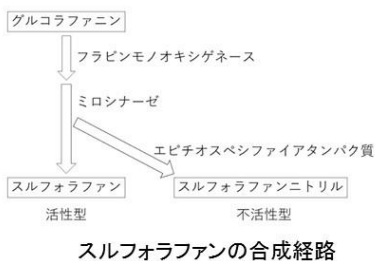 グルコラファニン
フラビンモノオキシゲネース
ミロシナーゼ
エピチオスペシファイアタンパク質
スルフォラファン
スルフォラファンニトリル
活性型
不活性型
スルフォラファンの合成経路